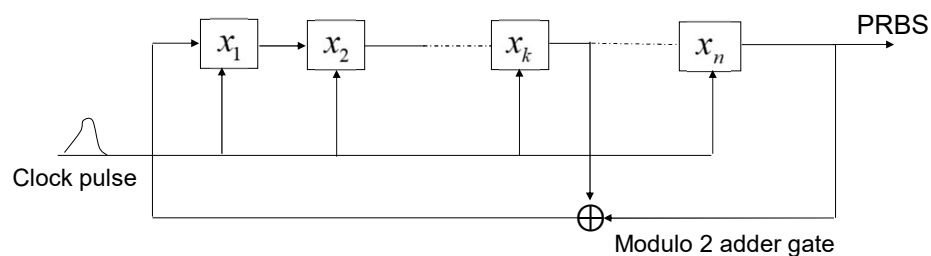 PRBS
x₁ x₂ xₖ xₙ
Clock pulse
Modulo 2 adder gate